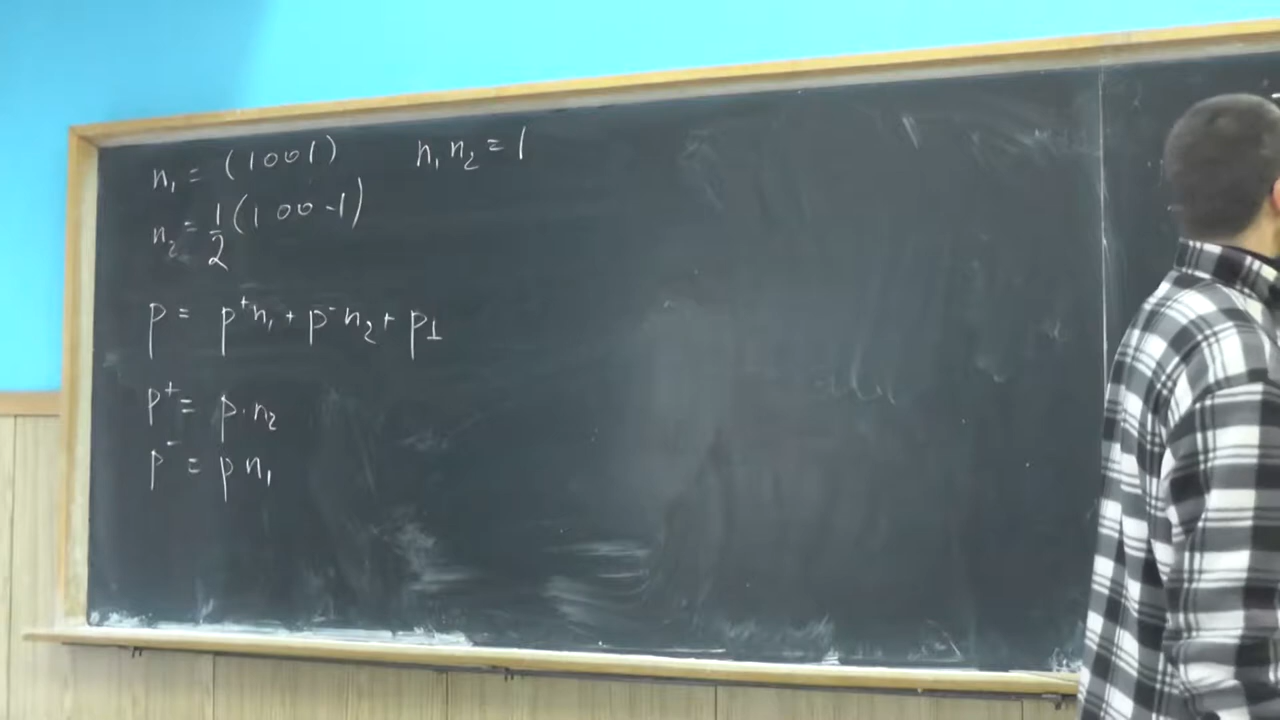 n₁ = (1 0 0 1) n₁ n₂ = 1
n₂ = 1/2 (1 0 0 -1)
p = p⁺n₁ + p⁻n₂ + p⊥
p⁺ = p · n₂
p⁻ = p n₁